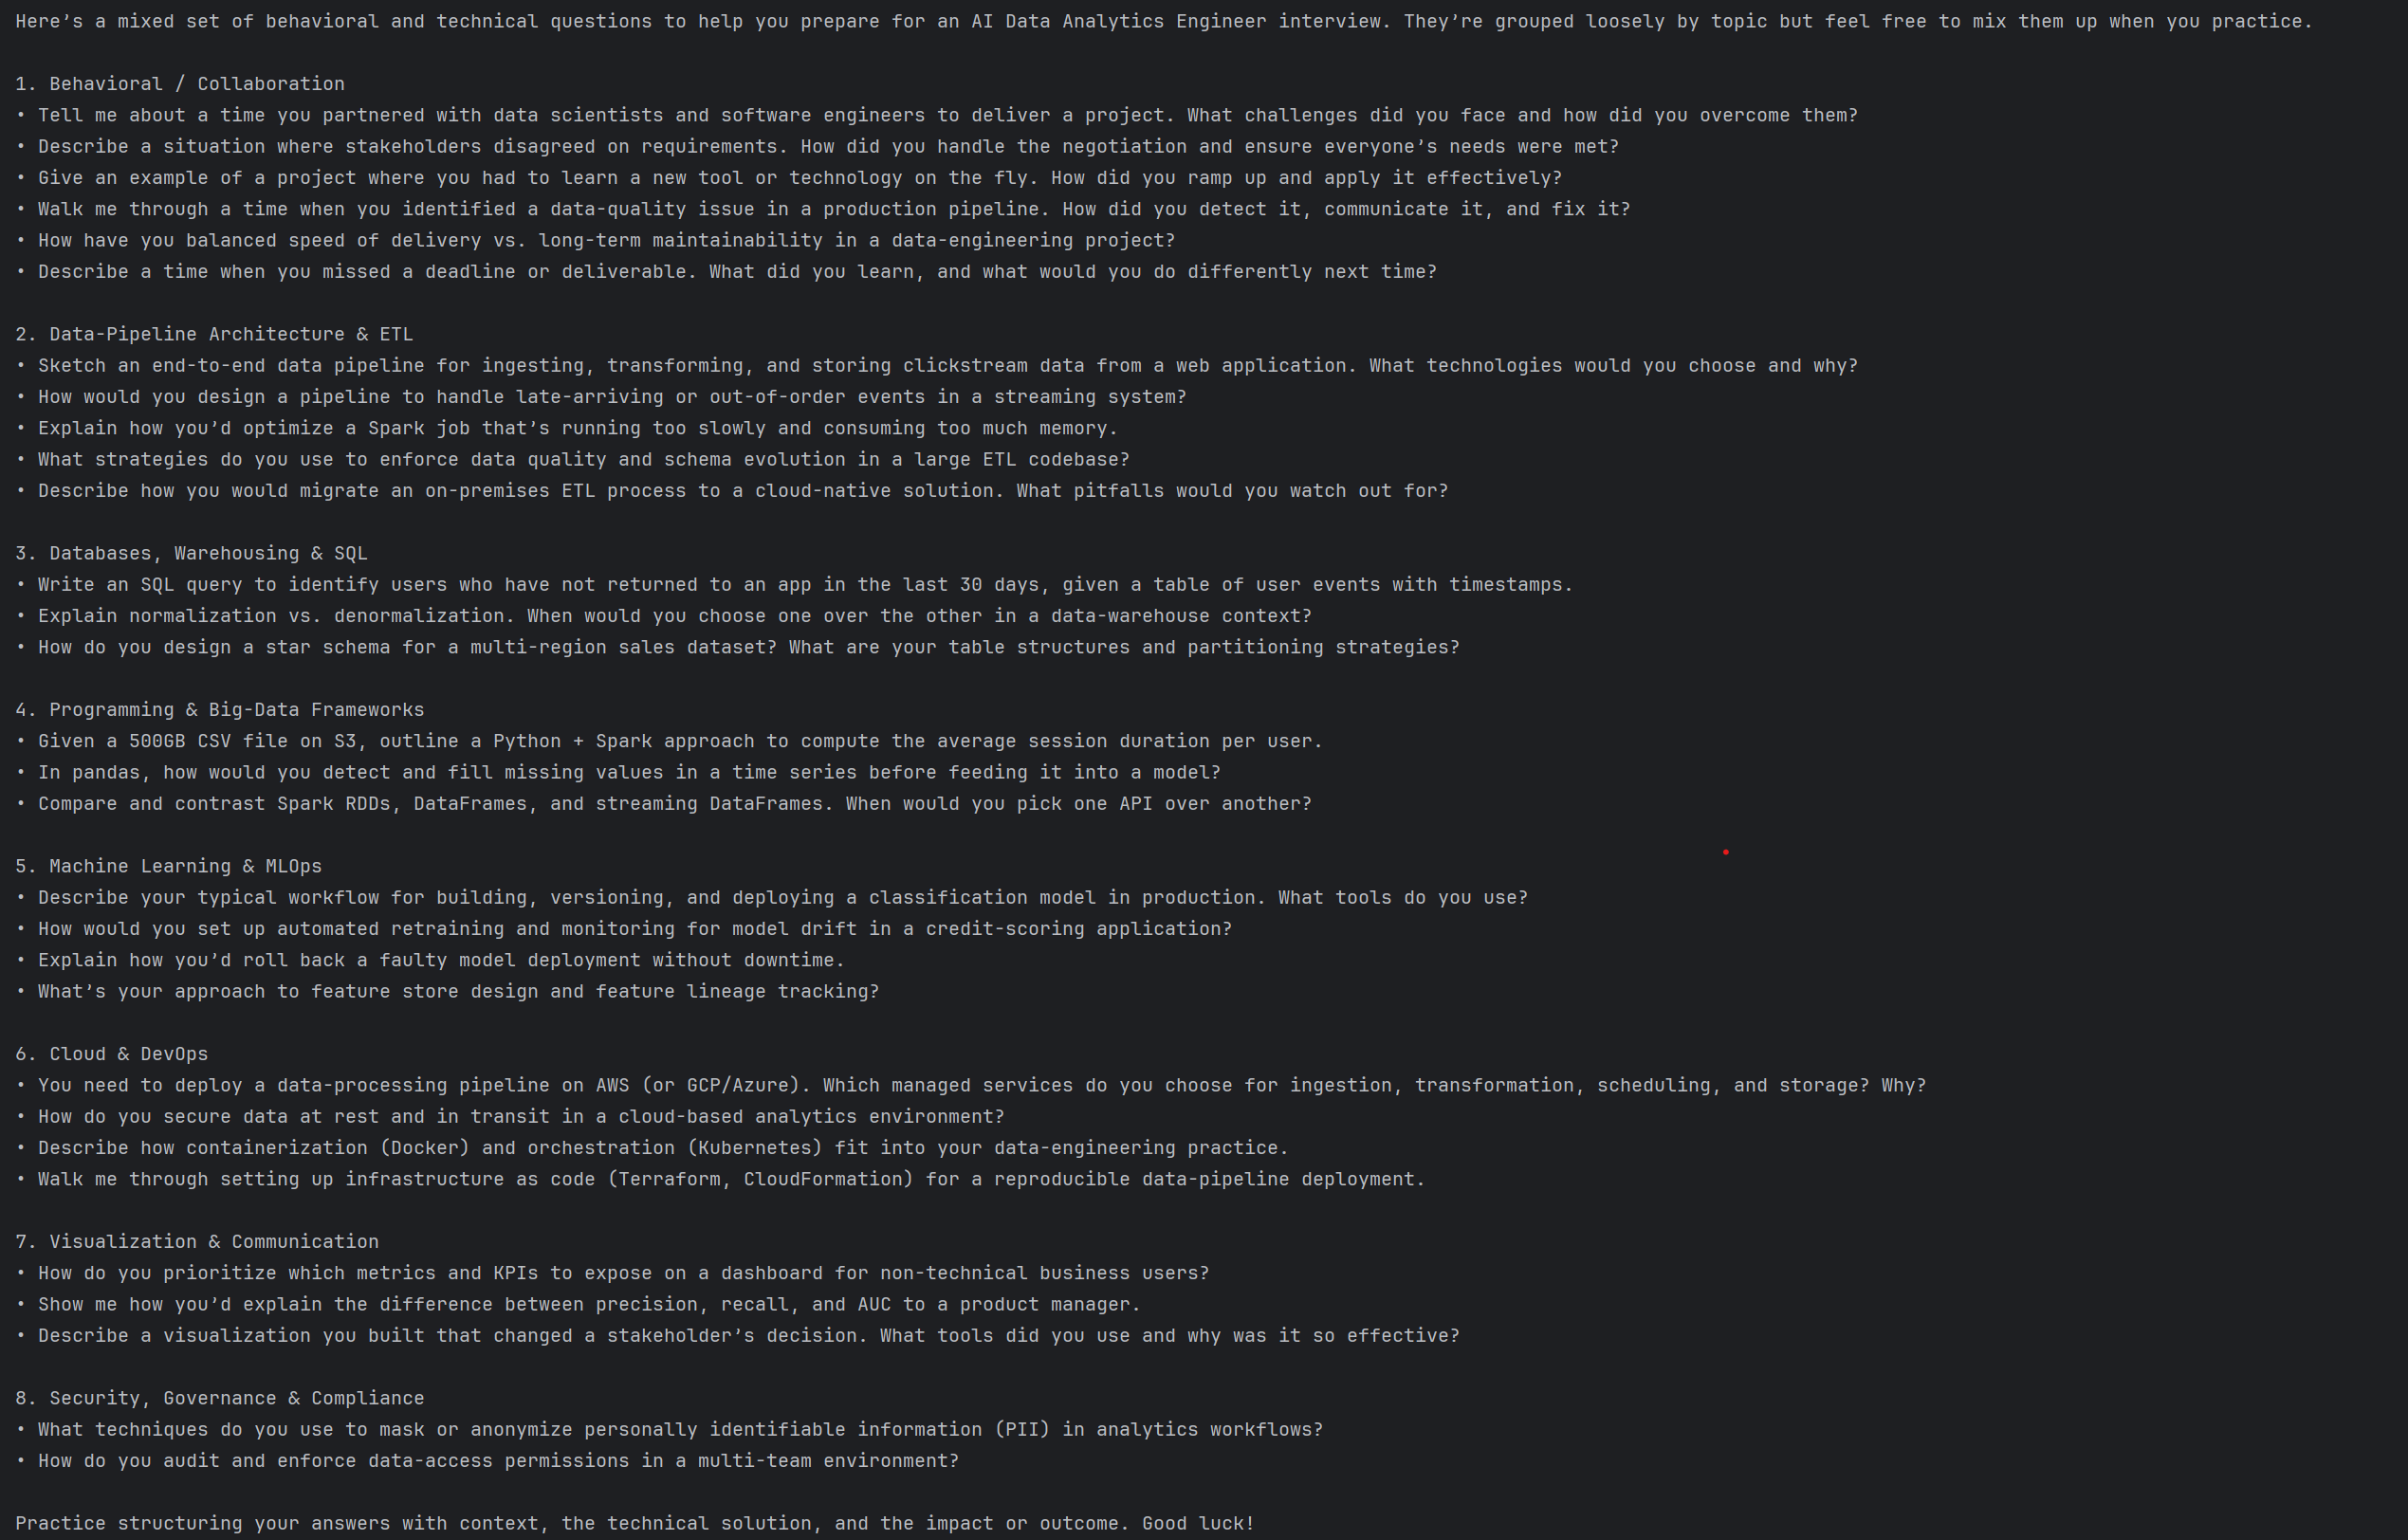 Here’s a mixed set of behavioral and technical questions to help you prepare for an AI Data Analytics Engineer interview. They’re grouped loosely by topic but feel free to mix them up when you practice.
1. Behavioral / Collaboration
• Tell me about a time you partnered with data scientists and software engineers to deliver a project. What challenges did you face and how did you overcome them?
• Describe a situation where stakeholders disagreed on requirements. How did you handle the negotiation and ensure everyone’s needs were met?
• Give an example of a project where you had to learn a new tool or technology on the fly. How did you ramp up and apply it effectively?
• Walk me through a time when you identified a data-quality issue in a production pipeline. How did you detect it, communicate it, and fix it?
• How have you balanced speed of delivery vs. long-term maintainability in a data-engineering project?
• Describe a time when you missed a deadline or deliverable. What did you learn, and what would you do differently next time?
2. Data-Pipeline Architecture & ETL
• Sketch an end-to-end data pipeline for ingesting, transforming, and storing clickstream data from a web application. What technologies would you choose and why?
• How would you design a pipeline to handle late-arriving or out-of-order events in a streaming system?
• Explain how you’d optimize a Spark job that’s running too slowly and consuming too much memory.
• What strategies do you use to enforce data quality and schema evolution in a large ETL codebase?
• Describe how you would migrate an on-premises ETL process to a cloud-native solution. What pitfalls would you watch out for?
3. Databases, Warehousing & SQL
• Write an SQL query to identify users who have not returned to an app in the last 30 days, given a table of user events with timestamps.
• Explain normalization vs. denormalization. When would you choose one over the other in a data-warehouse context?
• How do you design a star schema for a multi-region sales dataset? What are your table structures and partitioning strategies?
4. Programming & Big-Data Frameworks
• Given a 500GB CSV file on S3, outline a Python + Spark approach to compute the average session duration per user.
• In pandas, how would you detect and fill missing values in a time series before feeding it into a model?
• Compare and contrast Spark RDDs, DataFrames, and streaming DataFrames. When would you pick one API over another?
5. Machine Learning & MLOps
• Describe your typical workflow for building, versioning, and deploying a classification model in production. What tools do you use?
• How would you set up automated retraining and monitoring for model drift in a credit-scoring application?
• Explain how you’d roll back a faulty model deployment without downtime.
• What’s your approach to feature store design and feature lineage tracking?
6. Cloud & DevOps
• You need to deploy a data-processing pipeline on AWS (or GCP/Azure). Which managed services do you choose for ingestion, transformation, scheduling, and storage? Why?
• How do you secure data at rest and in transit in a cloud-based analytics environment?
• Describe how containerization (Docker) and orchestration (Kubernetes) fit into your data-engineering practice.
• Walk me through setting up infrastructure as code (Terraform, CloudFormation) for a reproducible data-pipeline deployment.
7. Visualization & Communication
• How do you prioritize which metrics and KPIs to expose on a dashboard for non-technical business users?
• Show me how you’d explain the difference between precision, recall, and AUC to a product manager.
• Describe a visualization you built that changed a stakeholder’s decision. What tools did you use and why was it so effective?
8. Security, Governance & Compliance
• What techniques do you use to mask or anonymize personally identifiable information (PII) in analytics workflows?
• How do you audit and enforce data-access permissions in a multi-team environment?
Practice structuring your answers with context, the technical solution, and the impact or outcome. Good luck!